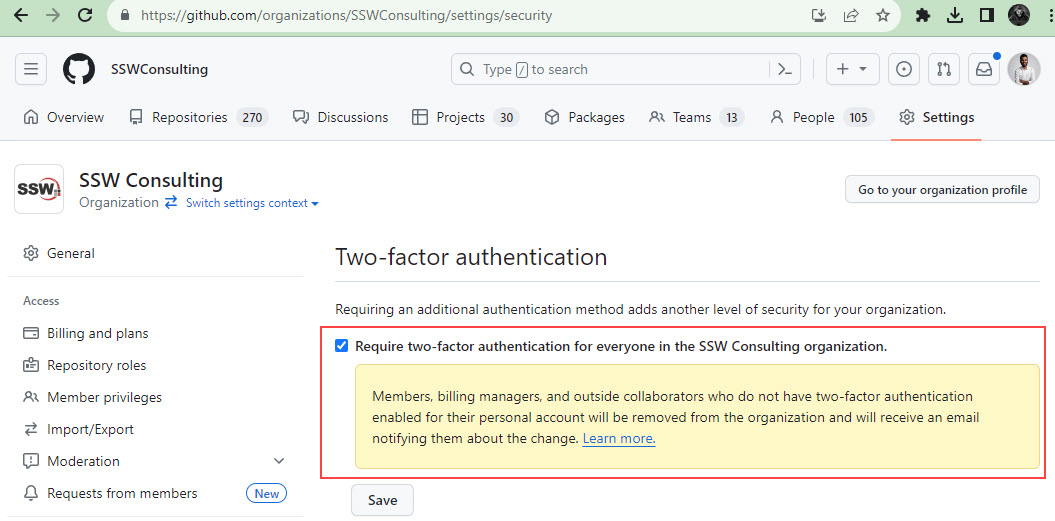 https://github.com/organizations/SSWConsulting/settings/security
SSWConsulting
Type / to search
Overview
Repositories 270
Discussions
Projects 30
Packages
Teams 13
People 105
Settings
SSW
SSW Consulting
Organization Switch settings context
Go to your organization profile
General
Access
Billing and plans
Repository roles
Member privileges
Import/Export
Moderation
Requests from members New
Two-factor authentication
Requiring an additional authentication method adds another level of security for your organization.
Require two-factor authentication for everyone in the SSW Consulting organization.
Members, billing managers, and outside collaborators who do not have two-factor authentication
enabled for their personal account will be removed from the organization and will receive an email
notifying them about the change. Learn more.
Save